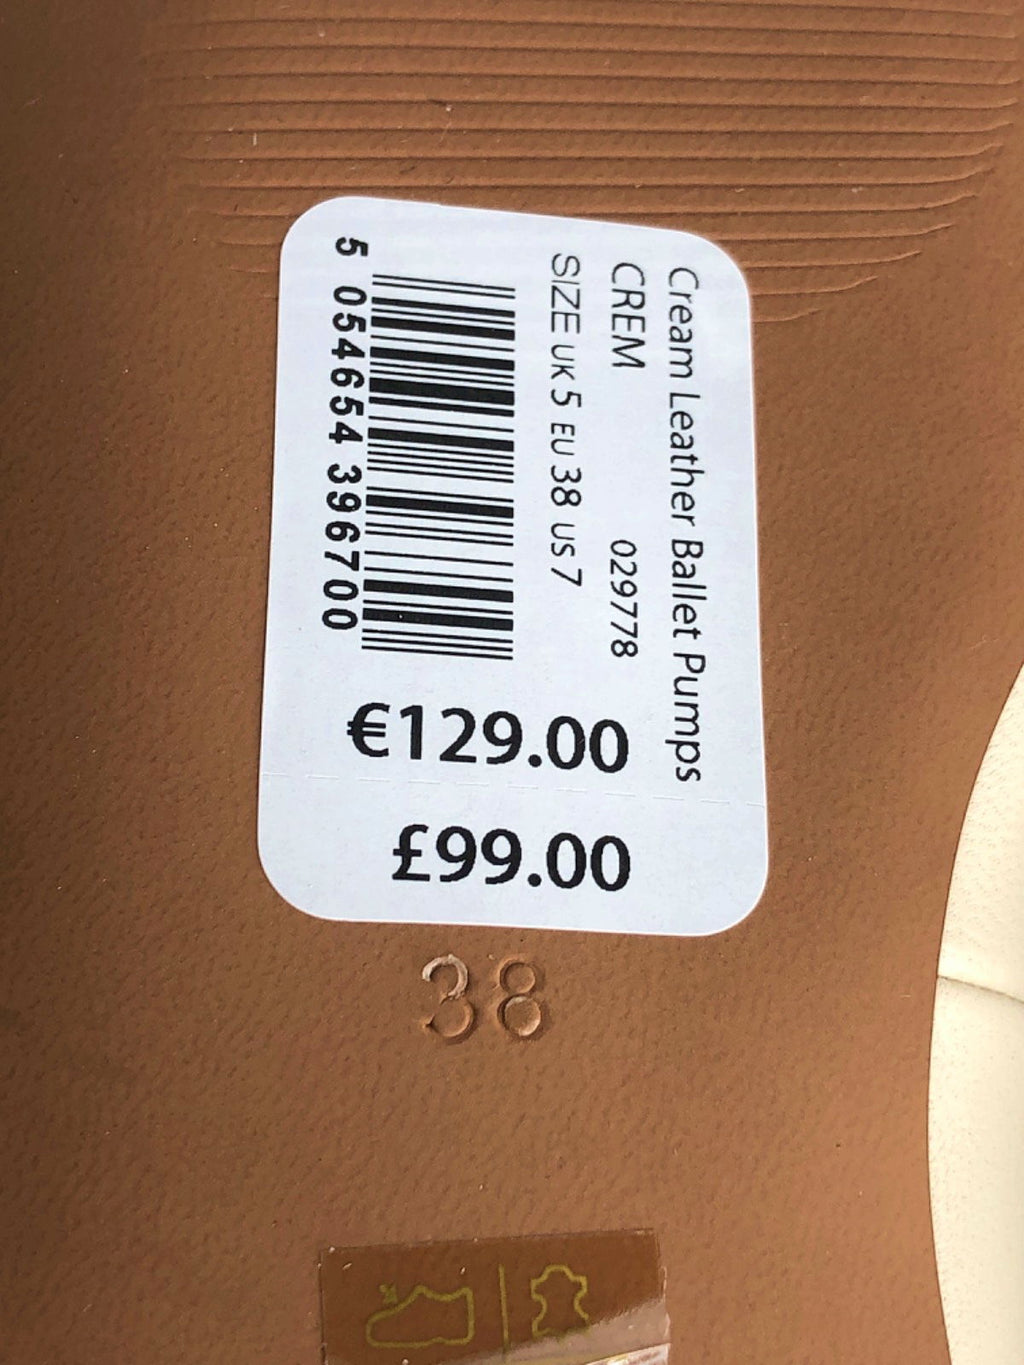 Cream Leather Ballet Pumps
CREM 029778
SIZE UK 5 EU 38 US 7
5 054654 396700
€129.00
£99.00
38